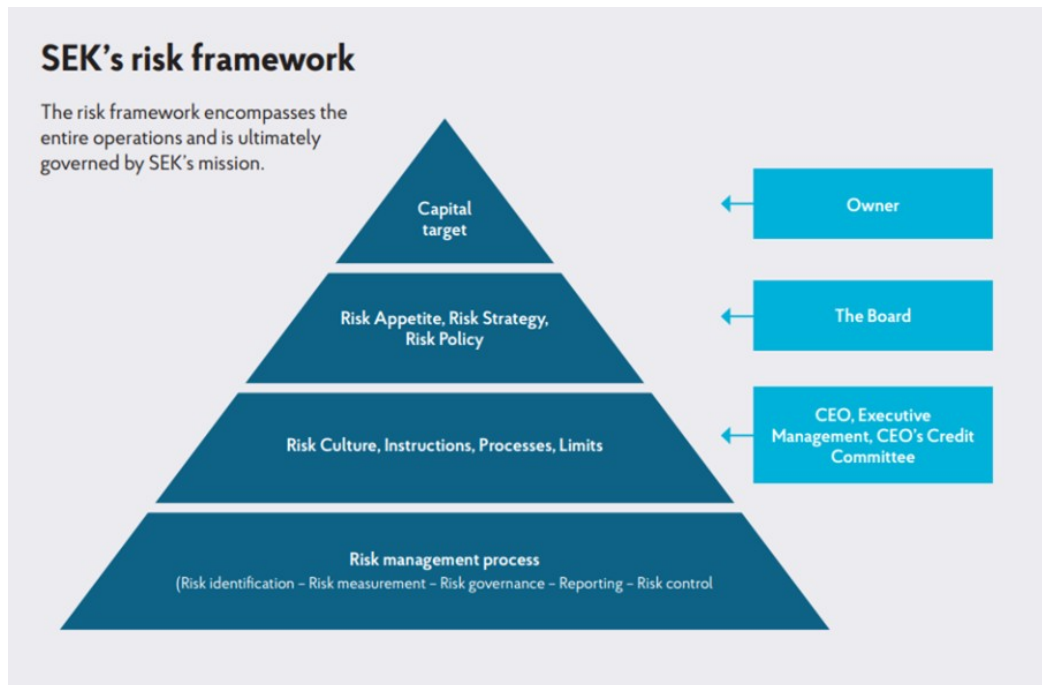 SEK's risk framework
The risk framework encompasses the
entire operations and is ultimately
governed by SEK's mission.
Capital
target
Owner
Risk Appetite, Risk Strategy,
Risk Policy
The Board
Risk Culture, Instructions, Processes, Limits
CEO, Executive
Management, CEO's Credit
Committee
Risk management process
(Risk identification – Risk measurement – Risk governance – Reporting – Risk control